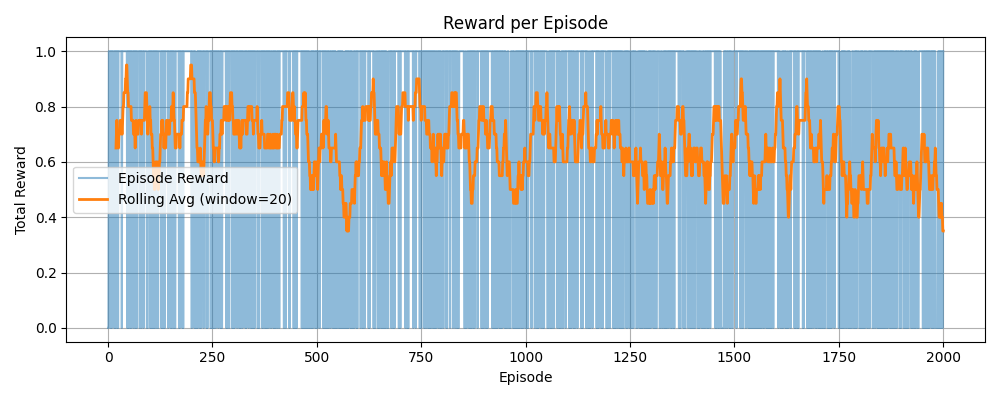 Reward per Episode
1.0
0.8
0.6
0.4
0.2
0.0
Total Reward
Episode Reward
Rolling Avg (window=20)
0 250 500 750 1000 1250 1500 1750 2000
Episode